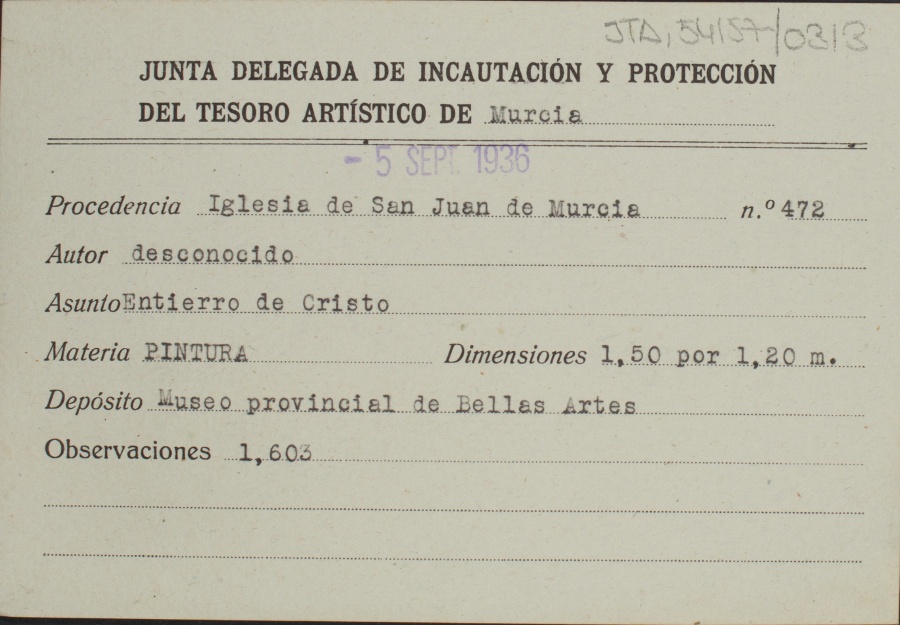 JTA, 54/57/0313
JUNTA DELEGADA DE INCAUTACIÓN Y PROTECCIÓN
DEL TESORO ARTÍSTICO DE Murcia
- 5 SEPT. 1936
Procedencia Iglesia de San Juan de Murcia n.º 472
Autor desconocido
Asunto Entierro de Cristo
Materia PINTURA Dimensiones 1,50 por 1,20 m.
Depósito Museo provincial de Bellas Artes
Observaciones 1,603